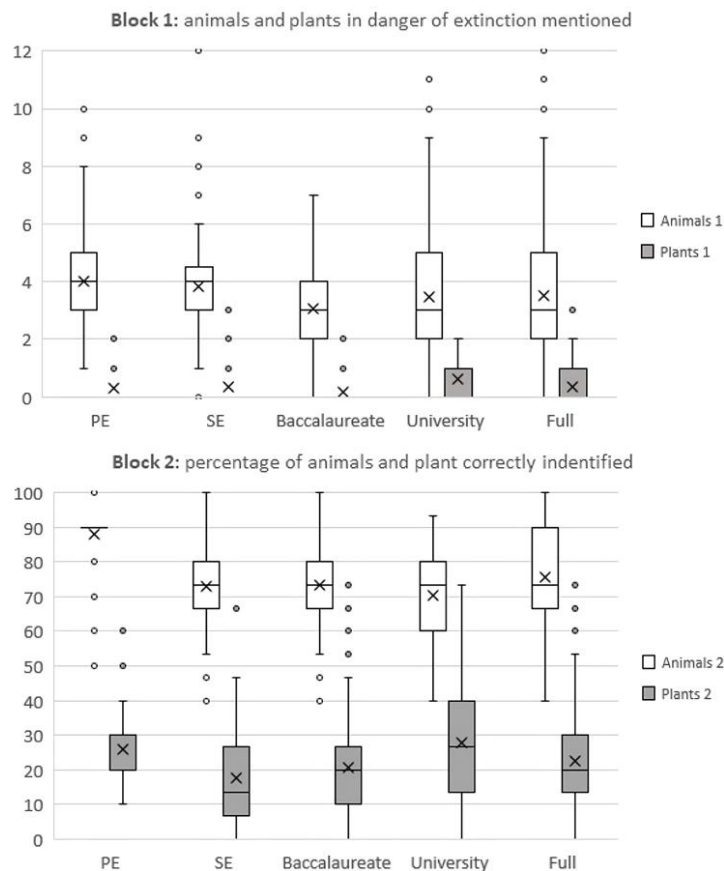 Block 1: animals and plants in danger of extinction mentioned
12
10
8
6
4
2
0
PE SE Baccalaureate University Full
Animals 1
Plants 1
Block 2: percentage of animals and plant correctly indentified
100
90
80
70
60
50
40
30
20
10
0
PE SE Baccalaureate University Full
Animals 2
Plants 2